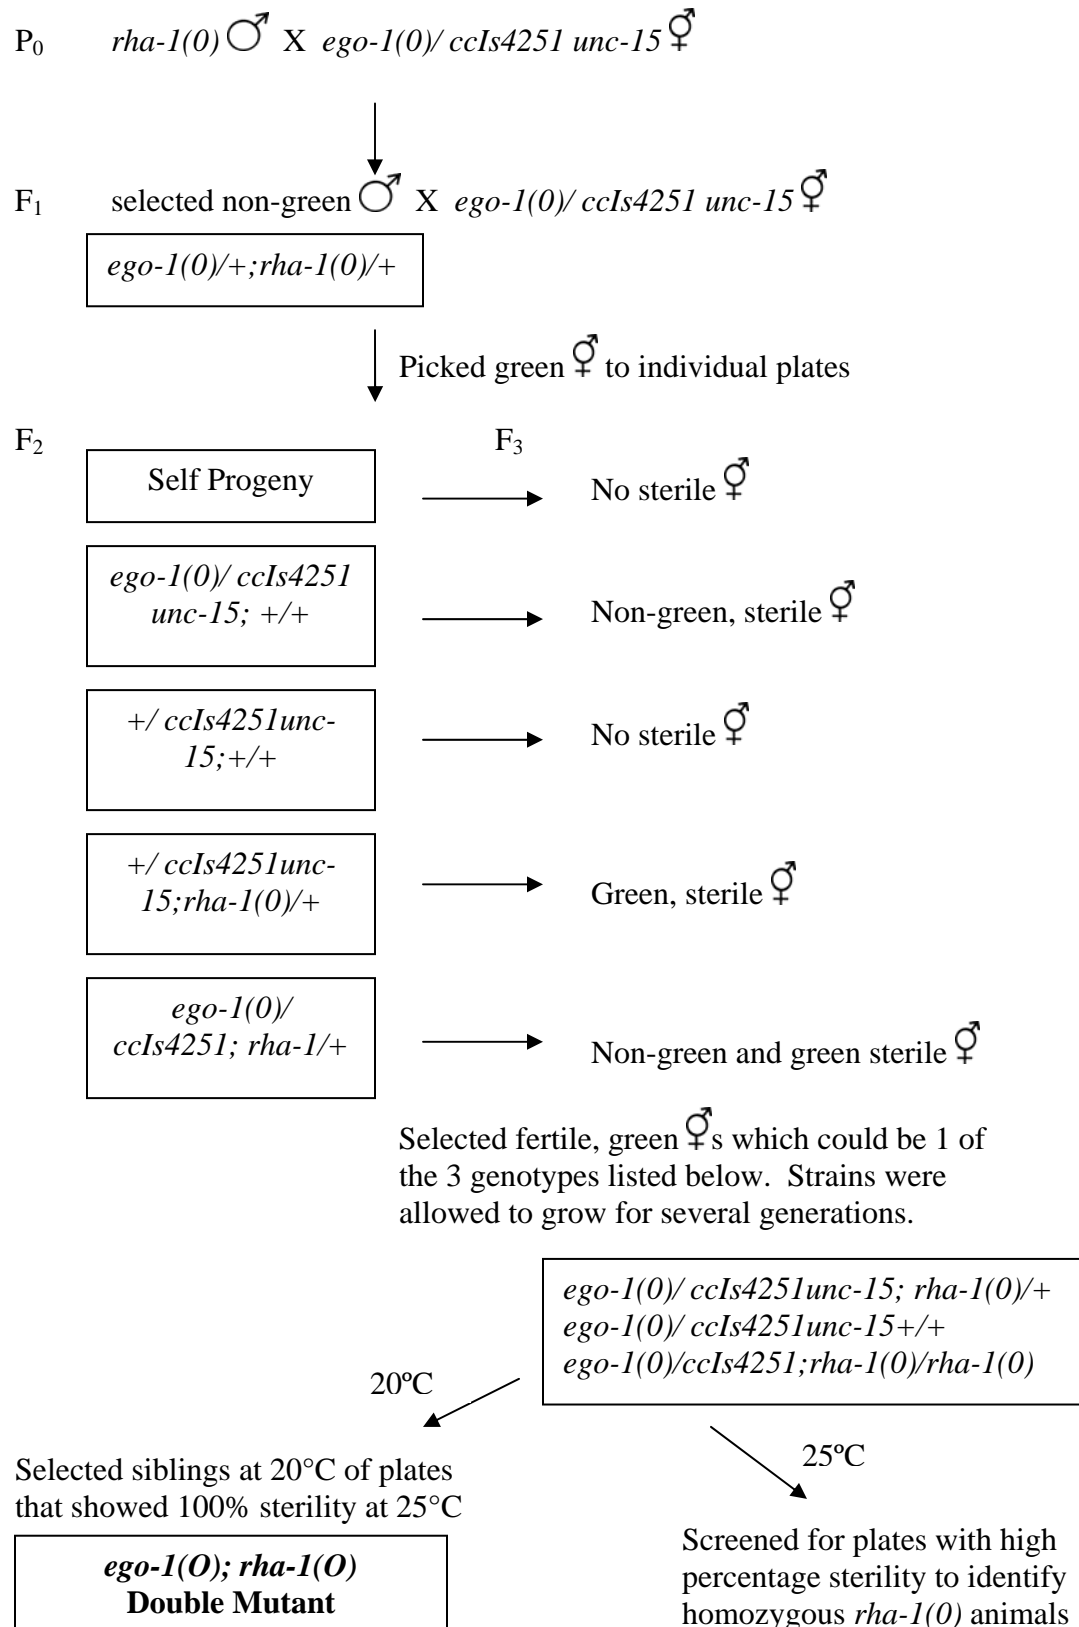 P0 rha-1(0) ♂ X ego-1(0)/ ccIs4251 unc-15 ⚥
F1 selected non-green ♂ X ego-1(0)/ ccIs4251 unc-15 ⚥
ego-1(0)/+;rha-1(0)/+
Picked green ⚥ to individual plates
F2 F3
Self Progeny
No sterile ⚥
ego-1(0)/ ccIs4251
unc-15; +/+
Non-green, sterile ⚥
+/ ccIs4251unc-
15;+/+
No sterile ⚥
+/ ccIs4251unc-
15;rha-1(0)/+
Green, sterile ⚥
ego-1(0)/
ccIs4251; rha-1/+
Non-green and green sterile ⚥
Selected fertile, green ⚥s which could be 1 of
the 3 genotypes listed below. Strains were
allowed to grow for several generations.
ego-1(0)/ ccIs4251unc-15; rha-1(0)/+
ego-1(0)/ ccIs4251unc-15+/+
ego-1(0)/ccIs4251;rha-1(0)/rha-1(0)
20ºC
25ºC
Selected siblings at 20°C of plates
that showed 100% sterility at 25°C
ego-1(O); rha-1(O)
Double Mutant
Screened for plates with high
percentage sterility to identify
homozygous rha-1(0) animals